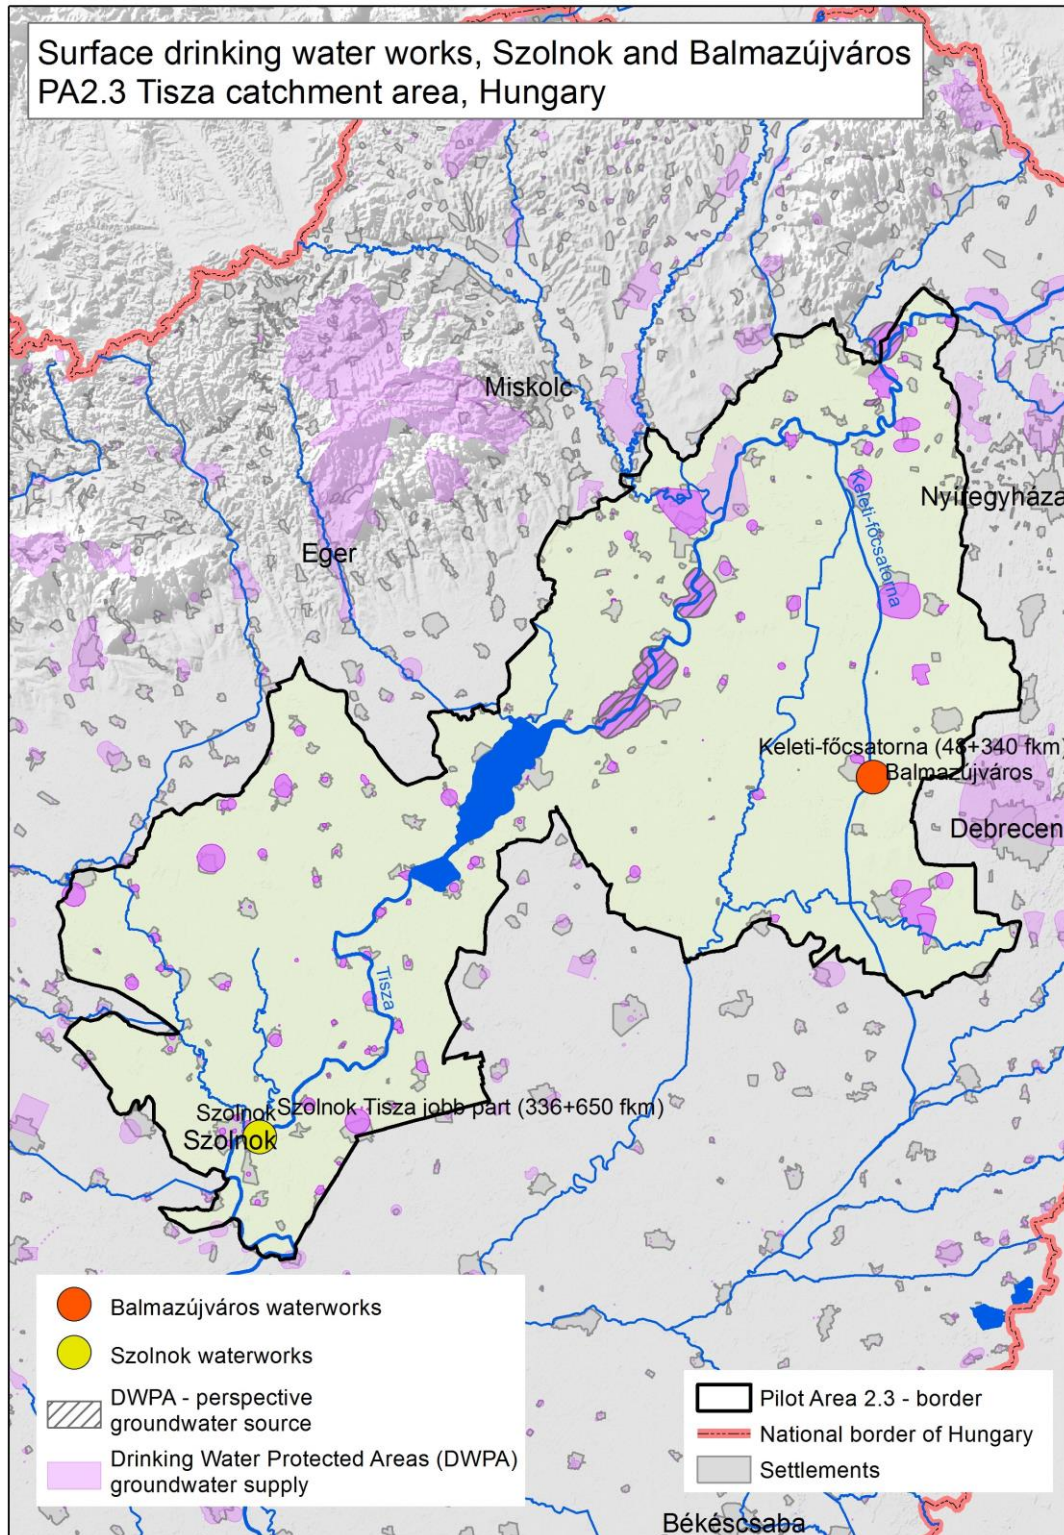 Surface drinking water works, Szolnok and Balmazújváros
PA2.3 Tisza catchment area, Hungary
Miskolc
Nyíregyháza
Keleti-főcsatorna
Eger
Keleti-főcsatorna (48+340 fkm)
Balmazújváros
Debrecen
Tisza
Szolnok
Szolnok Tisza jobb part (336+650 fkm)
Szolnok
Balmazújváros waterworks
Szolnok waterworks
DWPA - perspective
groundwater source
Drinking Water Protected Areas (DWPA)
groundwater supply
Pilot Area 2.3 - border
National border of Hungary
Settlements
Békéscsaba